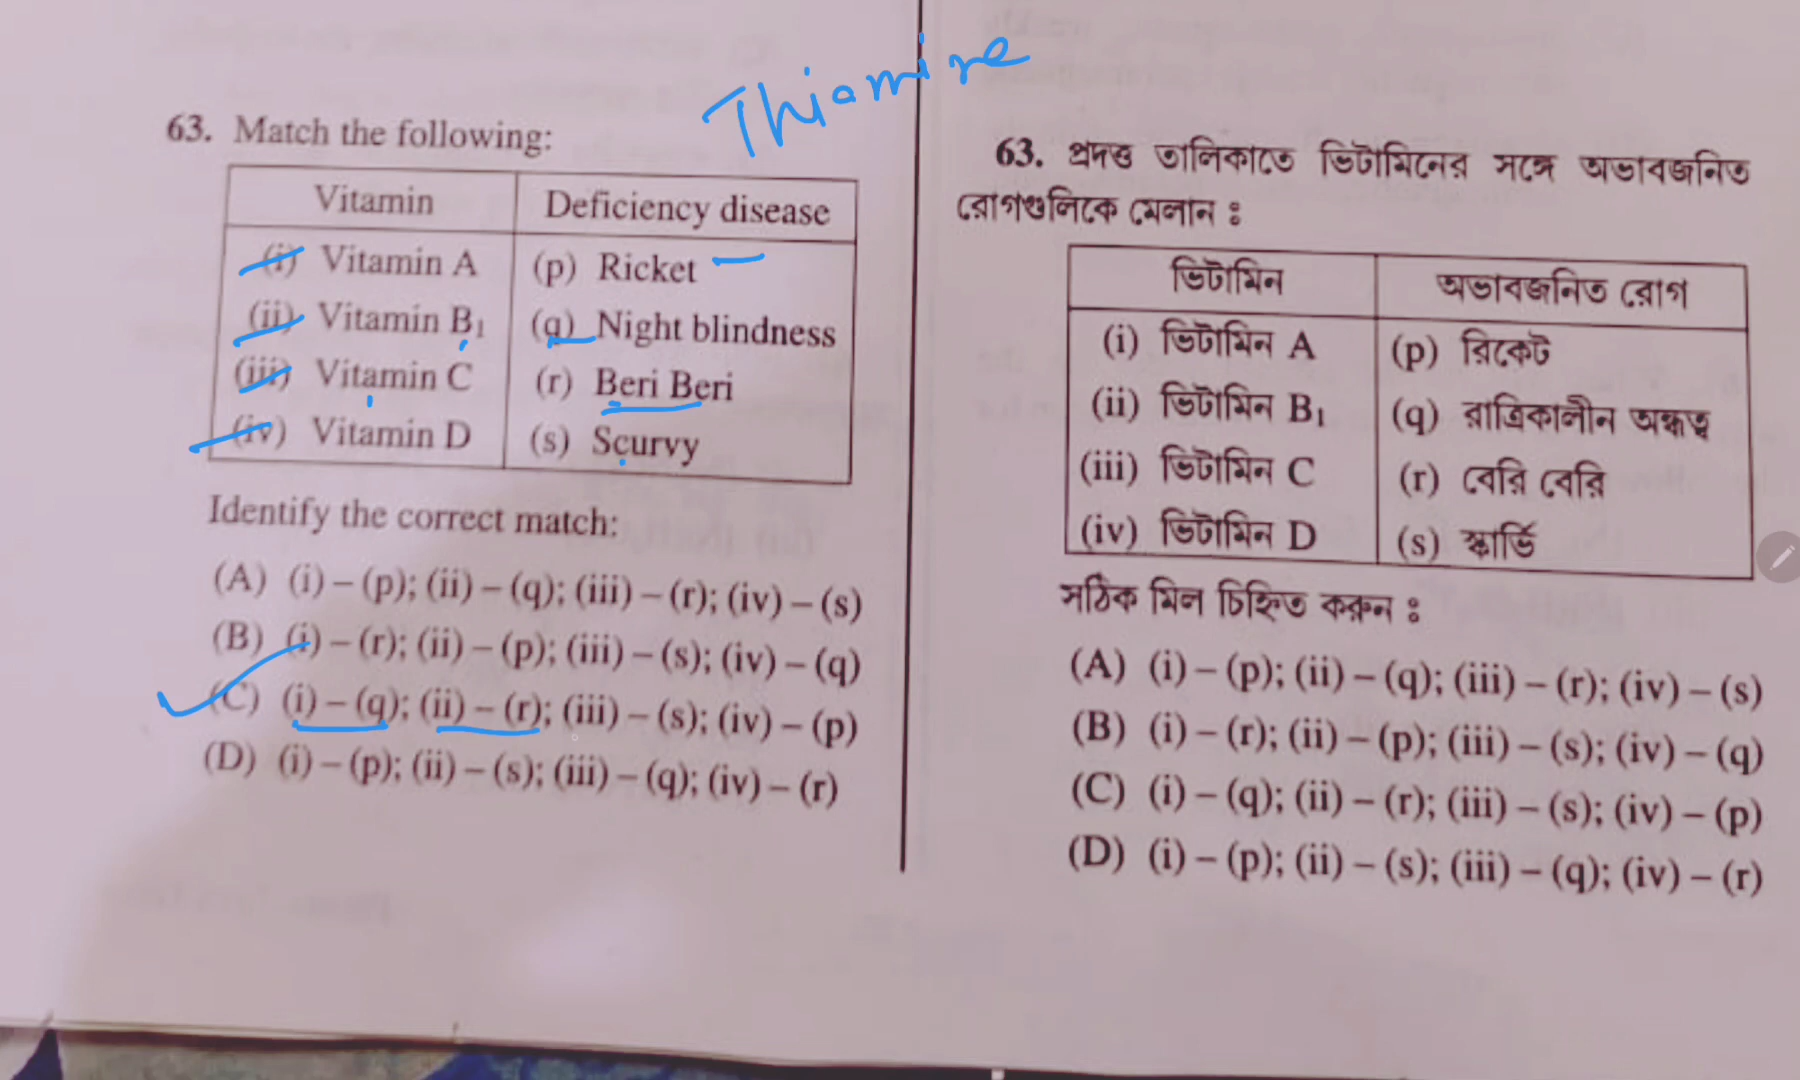 Thiamine
63. Match the following:
Vitamin | Deficiency disease
(i) Vitamin A | (p) Ricket
(ii) Vitamin B₁ | (q) Night blindness
(iii) Vitamin C | (r) Beri Beri
(iv) Vitamin D | (s) Scurvy
Identify the correct match:
(A) (i) – (p); (ii) – (q); (iii) – (r); (iv) – (s)
(B) (i) – (r); (ii) – (p); (iii) – (s); (iv) – (q)
(C) (i) – (q); (ii) – (r); (iii) – (s); (iv) – (p)
(D) (i) – (p); (ii) – (s); (iii) – (q); (iv) – (r)
63. প্রদত্ত তালিকাতে ভিটামিনের সঙ্গে অভাবজনিত
রোগগুলিকে মেলান ঃ
ভিটামিন | অভাবজনিত রোগ
(i) ভিটামিন A | (p) রিকেট
(ii) ভিটামিন B₁ | (q) রাত্রিকালীন অন্ধত্ব
(iii) ভিটামিন C | (r) বেরি বেরি
(iv) ভিটামিন D | (s) স্কার্ভি
সঠিক মিল চিহ্নিত করুন ঃ
(A) (i) – (p); (ii) – (q); (iii) – (r); (iv) – (s)
(B) (i) – (r); (ii) – (p); (iii) – (s); (iv) – (q)
(C) (i) – (q); (ii) – (r); (iii) – (s); (iv) – (p)
(D) (i) – (p); (ii) – (s); (iii) – (q); (iv) – (r)